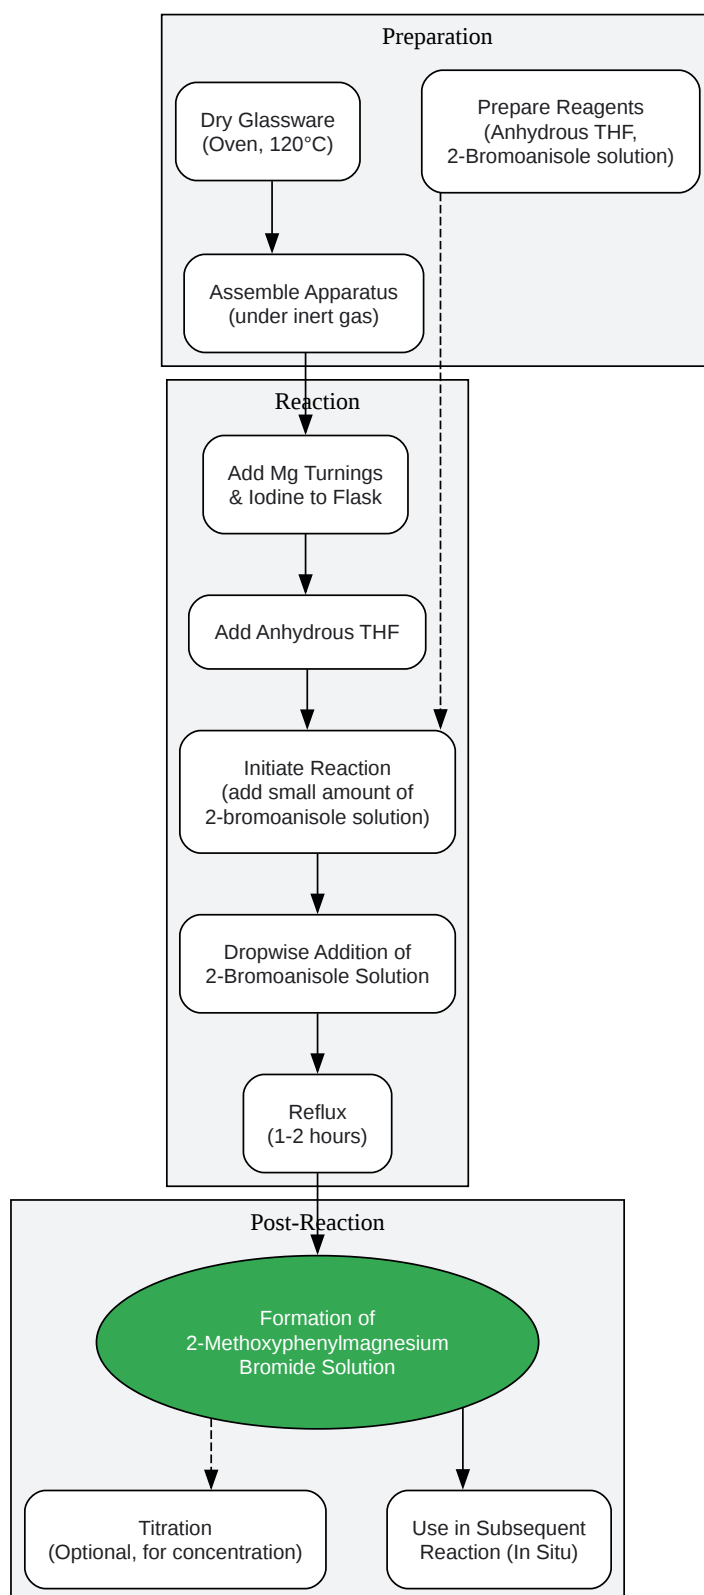 Preparation
Dry Glassware
(Oven, 120°C)
Prepare Reagents
(Anhydrous THF,
2-Bromoanisole solution)
Assemble Apparatus
(under inert gas)
Reaction
Add Mg Turnings
& Iodine to Flask
Add Anhydrous THF
Initiate Reaction
(add small amount of
2-bromoanisole solution)
Dropwise Addition of
2-Bromoanisole Solution
Reflux
(1-2 hours)
Post-Reaction
Formation of
2-Methoxyphenylmagnesium
Bromide Solution
Titration
(Optional, for concentration)
Use in Subsequent
Reaction (In Situ)